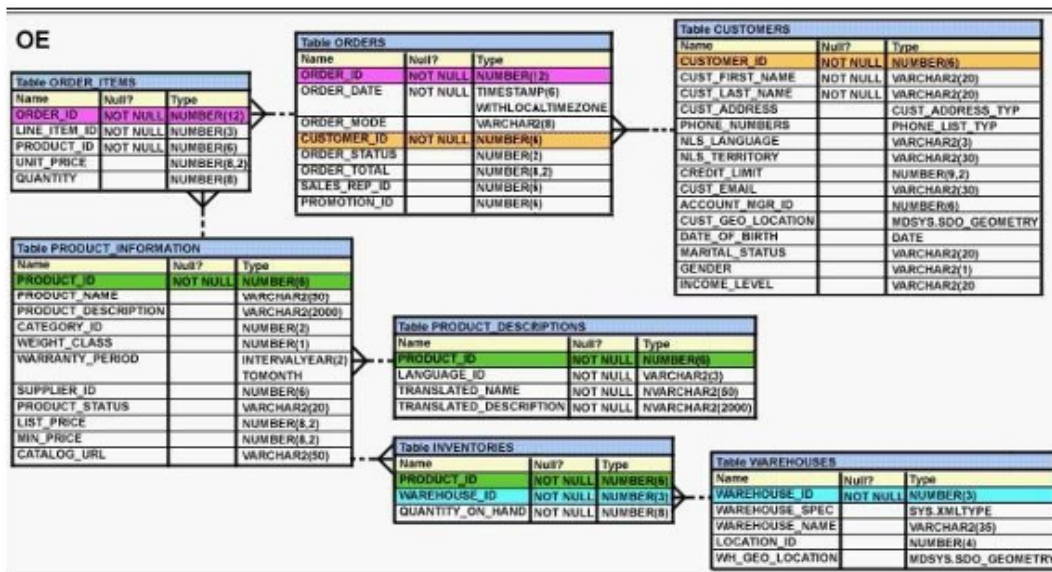 OE
Table ORDER_ITEMS
Name Null? Type
ORDER_ID NOT NULL NUMBER(12)
LINE_ITEM_ID NOT NULL NUMBER(3)
PRODUCT_ID NOT NULL NUMBER(6)
UNIT_PRICE NUMBER(8,2)
QUANTITY NUMBER(8)
Table ORDERS
Name Null? Type
ORDER_ID NOT NULL NUMBER(12)
ORDER_DATE NOT NULL TIMESTAMP(6)
WITHLOCALTIMEZONE
ORDER_MODE VARCHAR2(8)
CUSTOMER_ID NOT NULL NUMBER(6)
ORDER_STATUS NUMBER(2)
ORDER_TOTAL NUMBER(8,2)
SALES_REP_ID NUMBER(6)
PROMOTION_ID NUMBER(6)
Table CUSTOMERS
Name Null? Type
CUSTOMER_ID NOT NULL NUMBER(6)
CUST_FIRST_NAME NOT NULL VARCHAR2(20)
CUST_LAST_NAME NOT NULL VARCHAR2(20)
CUST_ADDRESS CUST_ADDRESS_TYP
PHONE_NUMBERS PHONE_LIST_TYP
NLS_LANGUAGE VARCHAR2(3)
NLS_TERRITORY VARCHAR2(30)
CREDIT_LIMIT NUMBER(9,2)
CUST_EMAIL VARCHAR2(30)
ACCOUNT_MGR_ID NUMBER(6)
CUST_GEO_LOCATION MDSYS.SDO_GEOMETRY
DATE_OF_BIRTH DATE
MARITAL_STATUS VARCHAR2(20)
GENDER VARCHAR2(1)
INCOME_LEVEL VARCHAR2(20
Table PRODUCT_INFORMATION
Name Null? Type
PRODUCT_ID NOT NULL NUMBER(6)
PRODUCT_NAME VARCHAR2(50)
PRODUCT_DESCRIPTION VARCHAR2(2000)
CATEGORY_ID NUMBER(2)
WEIGHT_CLASS NUMBER(1)
WARRANTY_PERIOD INTERVALYEAR(2)
TOMONTH
SUPPLIER_ID NUMBER(6)
PRODUCT_STATUS VARCHAR2(20)
LIST_PRICE NUMBER(8,2)
MIN_PRICE NUMBER(8,2)
CATALOG_URL VARCHAR2(50)
Table PRODUCT_DESCRIPTIONS
Name Null? Type
PRODUCT_ID NOT NULL NUMBER(6)
LANGUAGE_ID NOT NULL VARCHAR2(3)
TRANSLATED_NAME NOT NULL NVARCHAR2(50)
TRANSLATED_DESCRIPTION NOT NULL NVARCHAR2(2000)
Table INVENTORIES
Name Null? Type
PRODUCT_ID NOT NULL NUMBER(6)
WAREHOUSE_ID NOT NULL NUMBER(3)
QUANTITY_ON_HAND NOT NULL NUMBER(8)
Table WAREHOUSES
Name Null? Type
WAREHOUSE_ID NOT NULL NUMBER(3)
WAREHOUSE_SPEC SYS.XMLTYPE
WAREHOUSE_NAME VARCHAR2(35)
LOCATION_ID NUMBER(4)
WH_GEO_LOCATION MDSYS.SDO_GEOMETRY